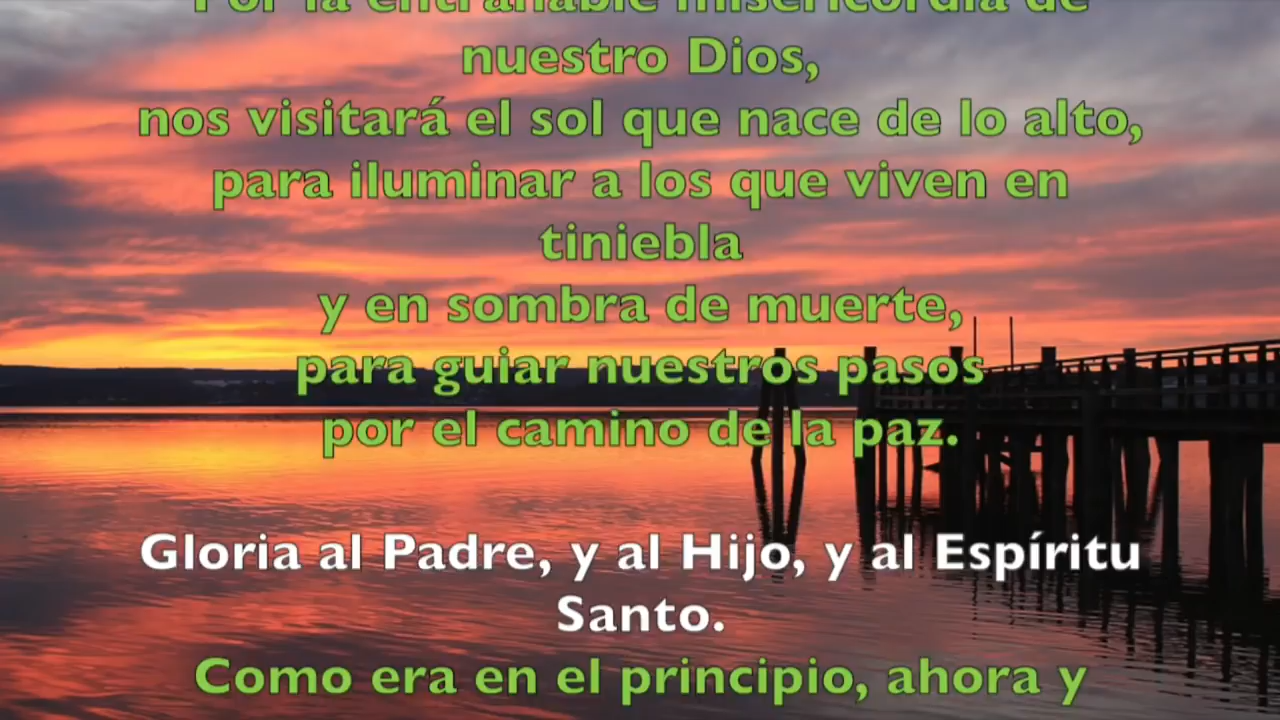 Por la entrañable misericordia de
nuestro Dios,
nos visitará el sol que nace de lo alto,
para iluminar a los que viven en
tiniebla
y en sombra de muerte,
para guiar nuestros pasos
por el camino de la paz.
Gloria al Padre, y al Hijo, y al Espíritu
Santo.
Como era en el principio, ahora y